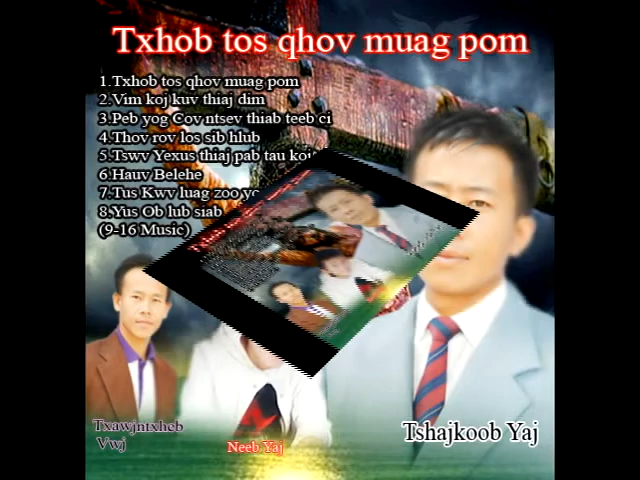 Txhob tos qhov muag pom
1.Txhob tos qhov muag pom
2.Vim koj kuv thiaj dim
3.Peb yog Cov ntsev thiab teeb ci
4.Thov rov los sib hlub
5.Tswv Yexus thiaj pab tau koj
6.Hauv Belehe
7.Tus Kwv luag zoo
8.Yus Ob lub siab
(9-16 Music)
Txawjntxheb
Vwj
Neeb Yaj
Tshajkoob Yaj